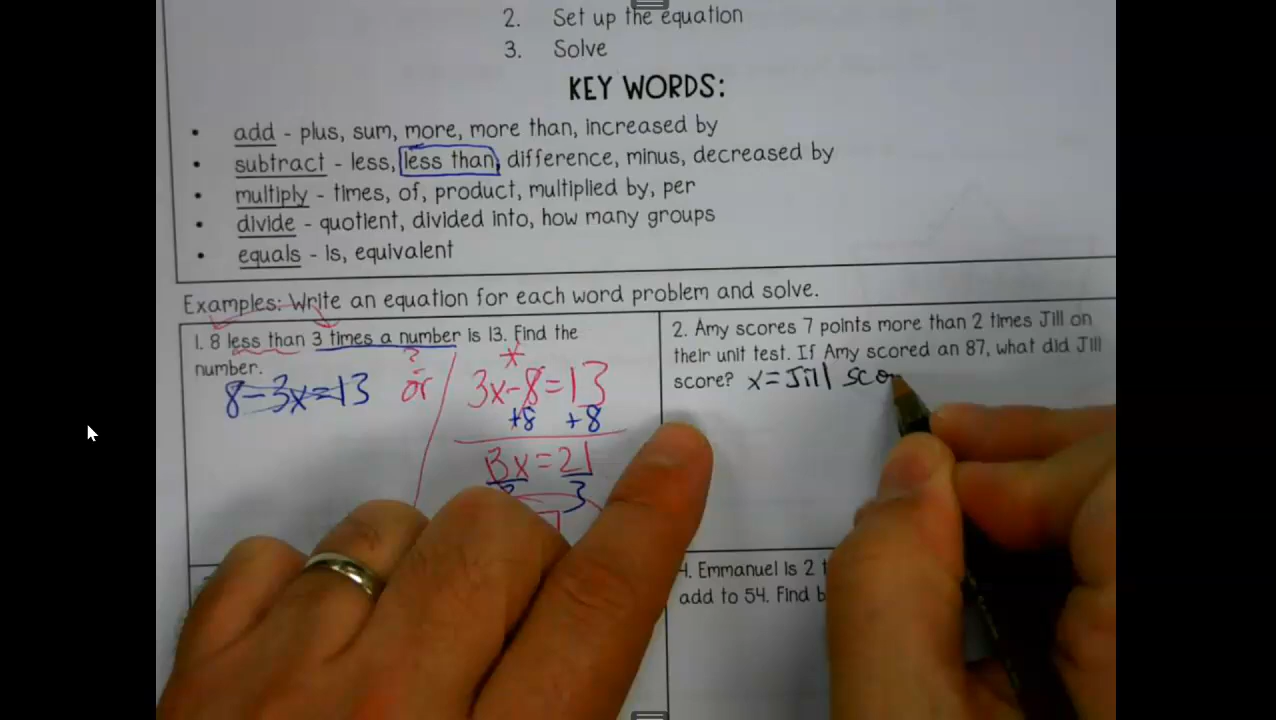 2. Set up the equation
3. Solve
KEY WORDS:
• add - plus, sum, more, more than, increased by
• subtract - less, less than, difference, minus, decreased by
• multiply - times, of, product, multiplied by, per
• divide - quotient, divided into, how many groups
• equals - is, equivalent
Examples: Write an equation for each word problem and solve.
1. 8 less than 3 times a number is 13. Find the
number.
8-3x=13
?
or
3x-8=13
+8 +8
3x=21
3
2. Amy scores 7 points more than 2 times Jill on
their unit test. If Amy scored an 87, what did Jill
score? x=Jill sco
4. Emmanuel is 2
add to 54. Find